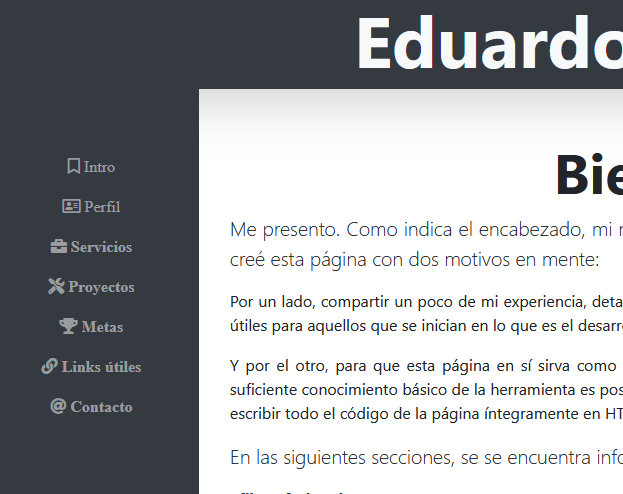 Eduardo
Intro
Perfil
Servicios
Proyectos
Metas
Links útiles
Contacto
Bie
Me presento. Como indica el encabezado, mi
creé esta página con dos motivos en mente:
Por un lado, compartir un poco de mi experiencia, deta
útiles para aquellos que se inician en lo que es el desarr
Y por el otro, para que esta página en sí sirva como
suficiente conocimiento básico de la herramienta es pos
escribir todo el código de la página íntegramente en HT
En las siguientes secciones, se se encuentra info